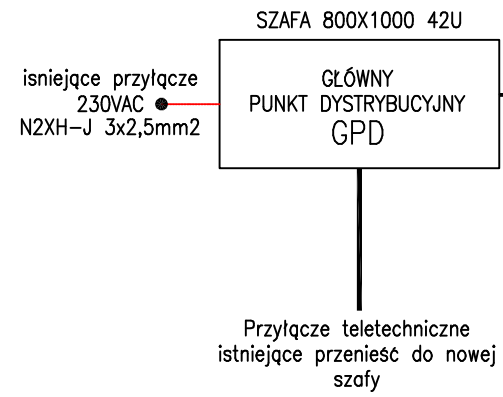 SZAFA 800X1000 42U
isniejące przyłącze
230VAC
N2XH-J 3x2,5mm2
GŁÓWNY
PUNKT DYSTRYBUCYJNY
GPD
Przyłącze teletechniczne
istniejące przenieść do nowej
szafy